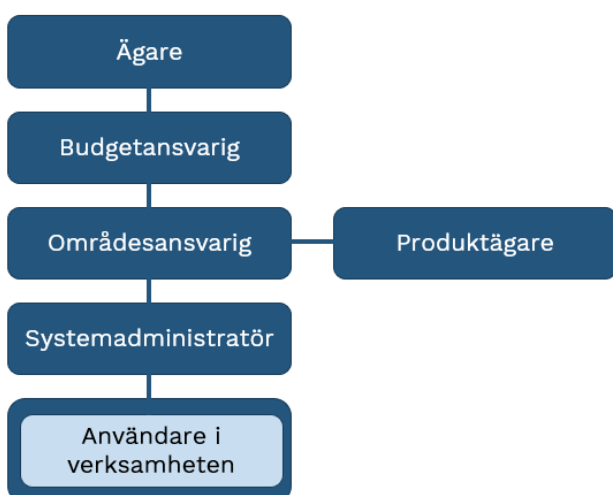 Ägare
Budgetansvarig
Områdesansvarig
Produktägare
Systemadministratör
Användare i
verksamheten